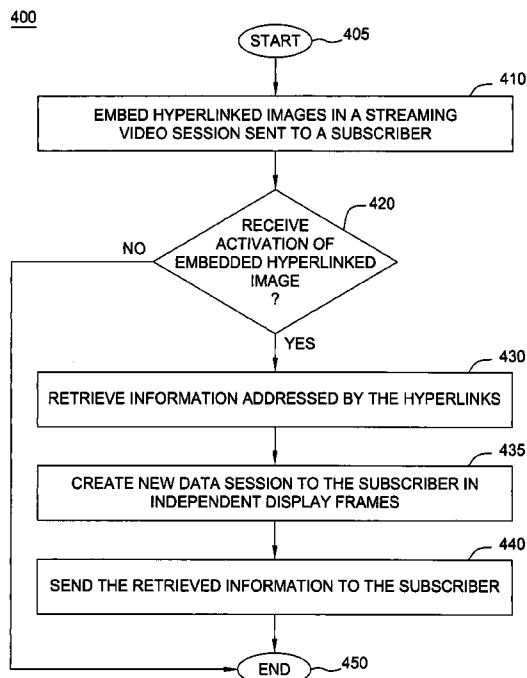 400
START
405
410
EMBED HYPERLINKED IMAGES IN A STREAMING
VIDEO SESSION SENT TO A SUBSCRIBER
420
RECEIVE
ACTIVATION OF
EMBEDDED HYPERLINKED
IMAGE
?
NO
YES
430
RETRIEVE INFORMATION ADDRESSED BY THE HYPERLINKS
435
CREATE NEW DATA SESSION TO THE SUBSCRIBER IN
INDEPENDENT DISPLAY FRAMES
440
SEND THE RETRIEVED INFORMATION TO THE SUBSCRIBER
END
450